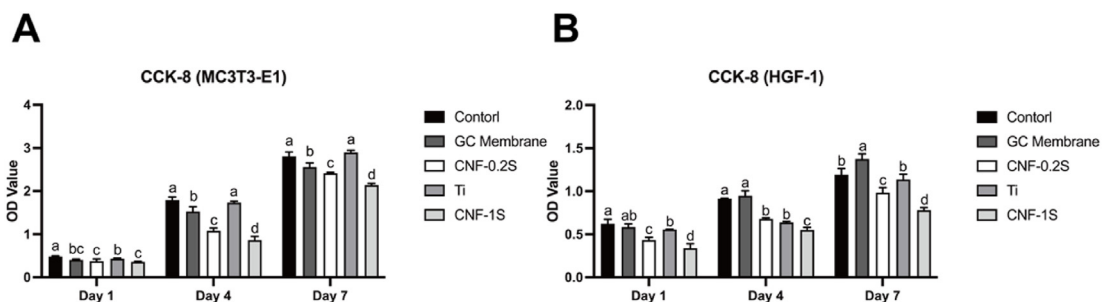 A
CCK-8 (MC3T3-E1)
OD Value
4
3
2
1
0
a bc c b c
a b c a d
a b c a d
Day 1 Day 4 Day 7
Contorl
GC Membrane
CNF-0.2S
Ti
CNF-1S
B
CCK-8 (HGF-1)
OD Value
2.0
1.5
1.0
0.5
0.0
a ab c b d
a a b b c
b a c b d
Day 1 Day 4 Day 7
Contorl
GC Membrane
CNF-0.2S
Ti
CNF-1S